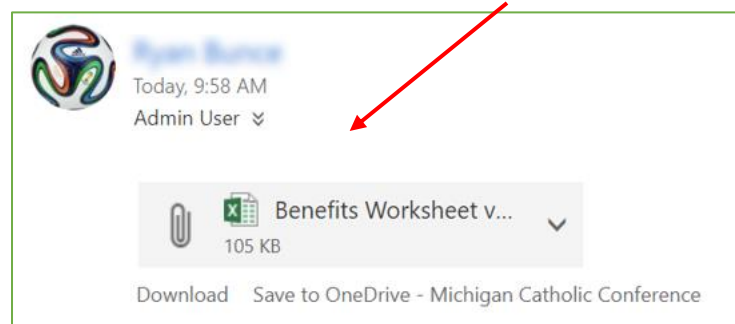 Today, 9:58 AM
Admin User
Benefits Worksheet v...
105 KB
Download Save to OneDrive - Michigan Catholic Conference